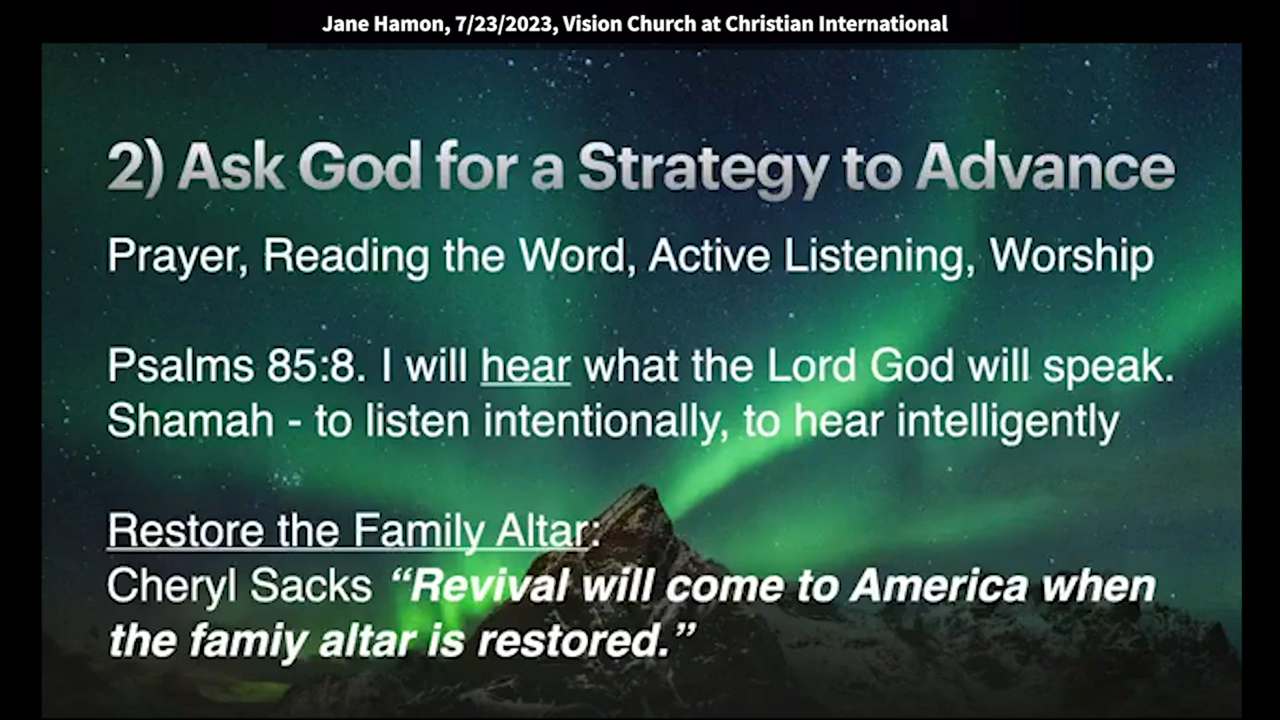 Jane Hamon, 7/23/2023, Vision Church at Christian International
2) Ask God for a Strategy to Advance
Prayer, Reading the Word, Active Listening, Worship
Psalms 85:8. I will hear what the Lord God will speak.
Shamah - to listen intentionally, to hear intelligently
Restore the Family Altar:
Cheryl Sacks “Revival will come to America when
the famiy altar is restored.”